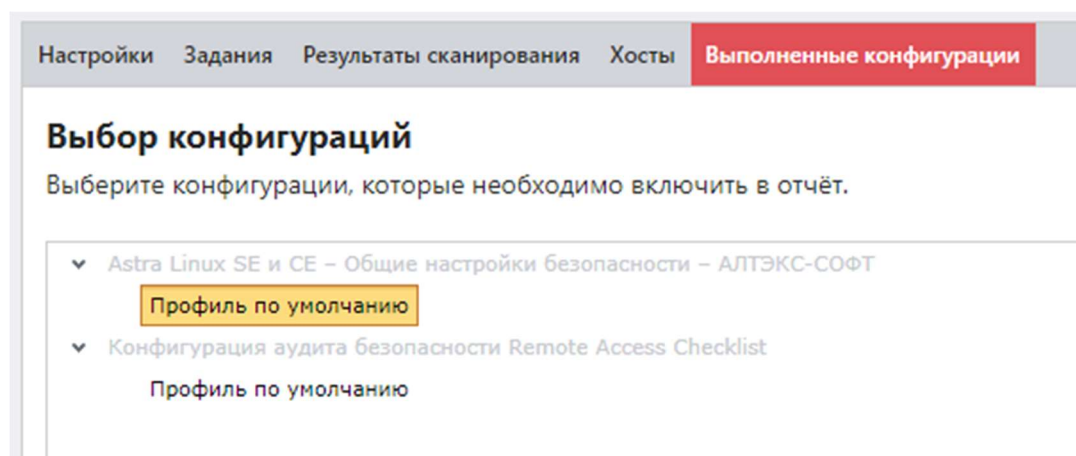 Настройки Задания Результаты сканирования Хосты Выполненные конфигурации
Выбор конфигураций
Выберите конфигурации, которые необходимо включить в отчёт.
Astra Linux SE и CE – Общие настройки безопасности – АЛТЭКС-СОФТ
Профиль по умолчанию
Конфигурация аудита безопасности Remote Access Checklist
Профиль по умолчанию